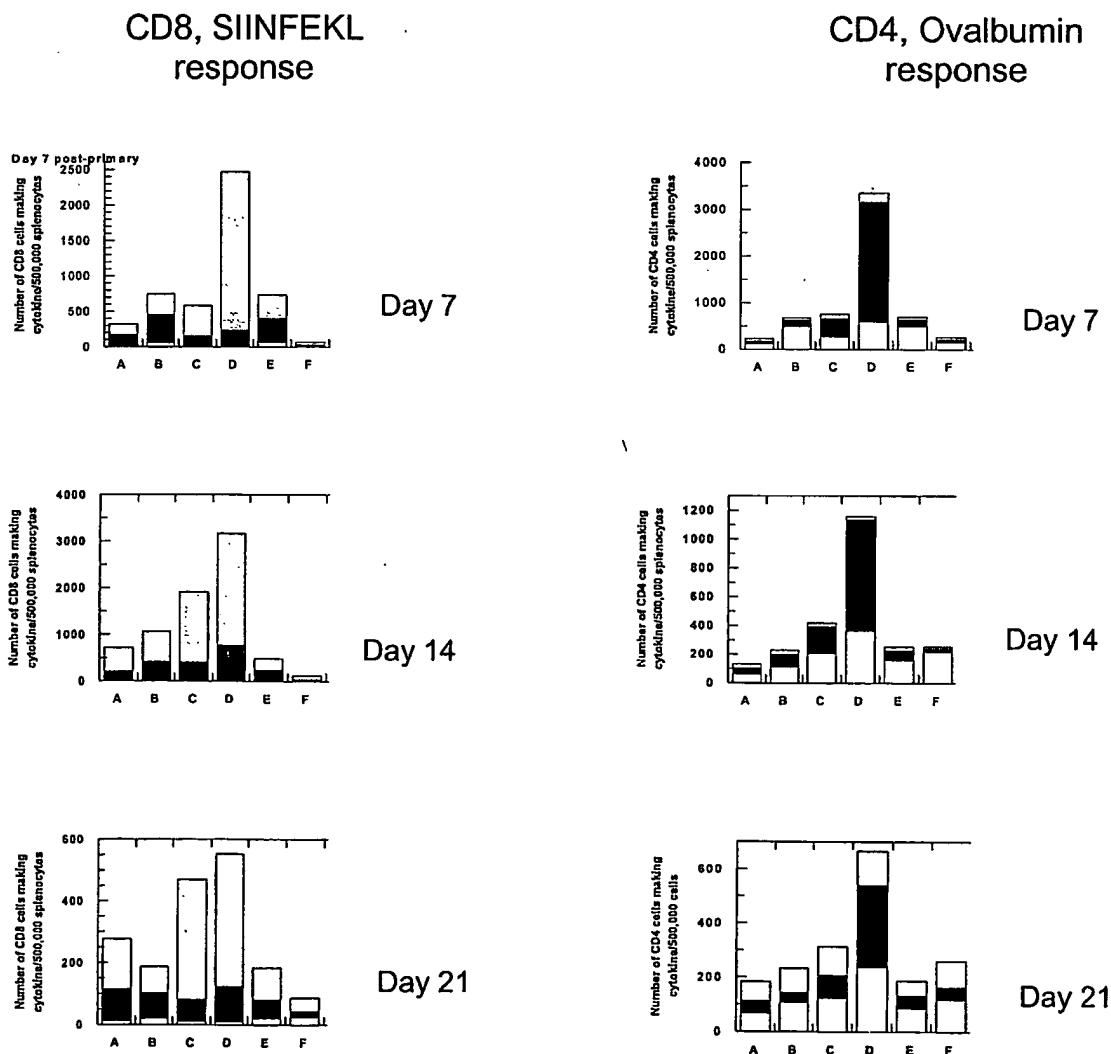 CD8, SIINFEKL
response
CD4, Ovalbumin
response
Day 7 post-primary
Number of CD8 cells making
cytokine/500,000 splenocytas
2500
2000
1500
1000
500
0
A B C D E F
Day 7
Number of CD4 cells making
cytokine/500,000 splenocytas
4000
3000
2000
1000
0
A B C D E F
Day 7
Number of CD8 cells making
cytokine/500,000 splenocytas
4000
3000
2000
1000
0
A B C D E F
Day 14
Number of CD4 cells making
cytokine/500,000 splenocytas
1200
1000
800
600
400
200
0
A B C D E F
Day 14
Number of CD8 cells making
cytokine/500,000 splenocytas
600
400
200
0
A B C D E F
Day 21
Number of CD4 cells making
cytokine/500,000 cells
600
400
200
0
A B C D E F
Day 21